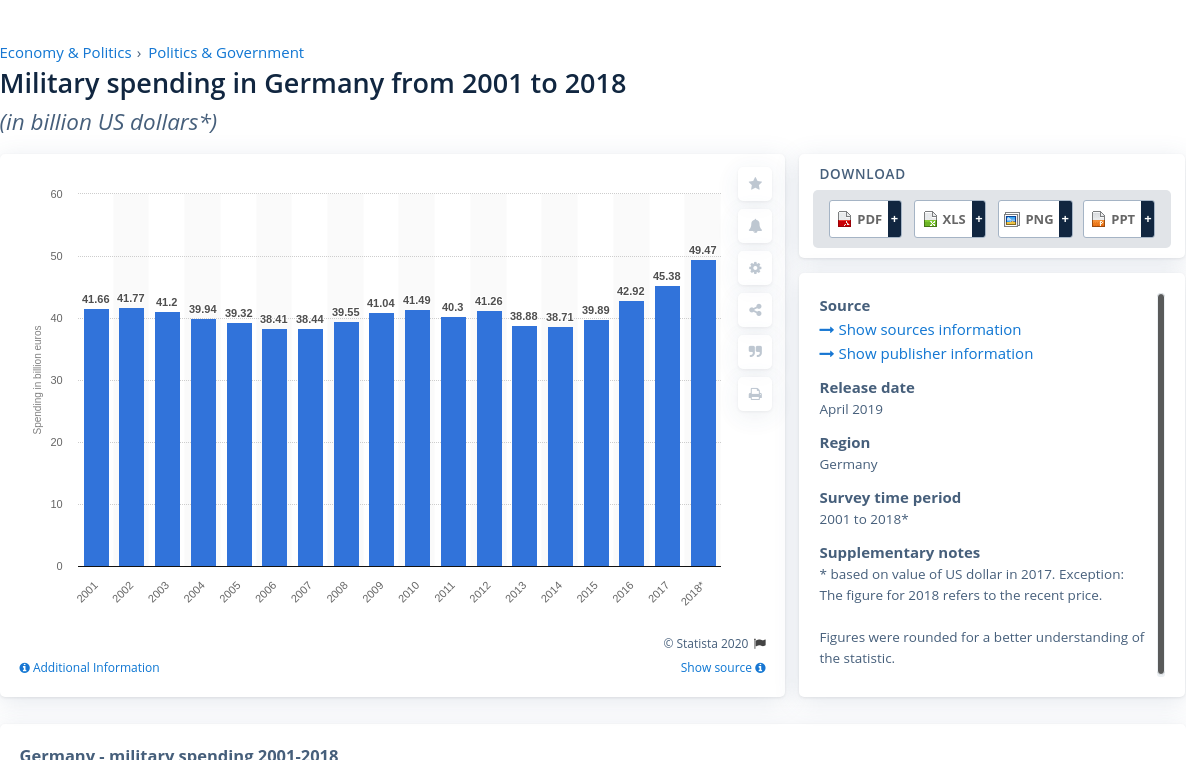 Economy & Politics › Politics & Government
Military spending in Germany from 2001 to 2018
(in billion US dollars*)
60
50
40
30
20
10
0
Spending in billion euros
41.66
41.77
41.2
39.94
39.32
38.41
38.44
39.55
41.04
41.49
40.3
41.26
38.88
38.71
39.89
42.92
45.38
49.47
2001
2002
2003
2004
2005
2006
2007
2008
2009
2010
2011
2012
2013
2014
2015
2016
2017
2018*
© Statista 2020
Additional Information
Show source
DOWNLOAD
PDF + XLS + PNG + PPT +
Source
Show sources information
Show publisher information
Release date
April 2019
Region
Germany
Survey time period
2001 to 2018*
Supplementary notes
* based on value of US dollar in 2017. Exception:
The figure for 2018 refers to the recent price.
Figures were rounded for a better understanding of
the statistic.
Germany - military spending 2001-2018